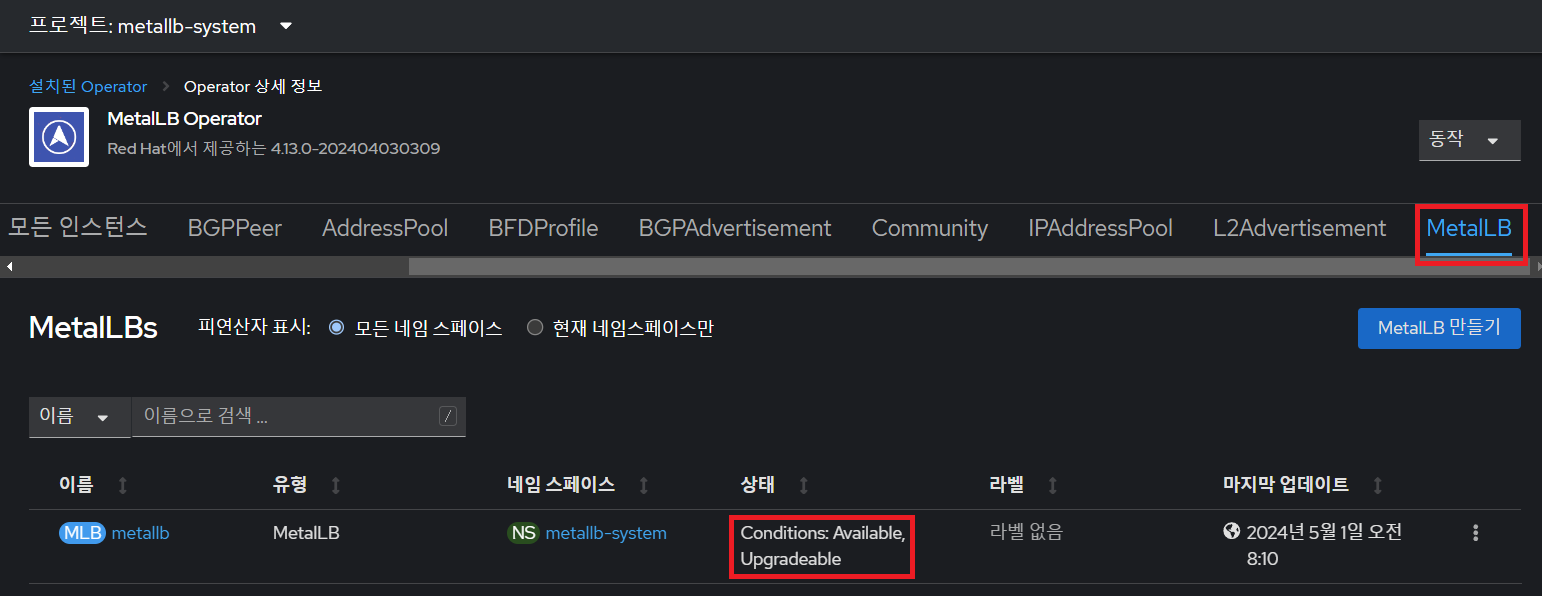 프로젝트: metallb-system
설치된 Operator Operator 상세 정보
MetalLB Operator
Red Hat에서 제공하는 4.13.0-202404030309
동작
모든 인스턴스 BGPPeer AddressPool BFDProfile BGPAdvertisement Community IPAddressPool L2Advertisement MetalLB
MetalLBs 피연산자 표시: 모든 네임 스페이스 현재 네임스페이스만 MetalLB 만들기
이름 이름으로 검색 ... /
이름 유형 네임 스페이스 상태 라벨 마지막 업데이트
MLB metallb MetalLB NS metallb-system Conditions: Available, 라벨 없음 2024년 5월 1일 오전
Upgradeable 8:10